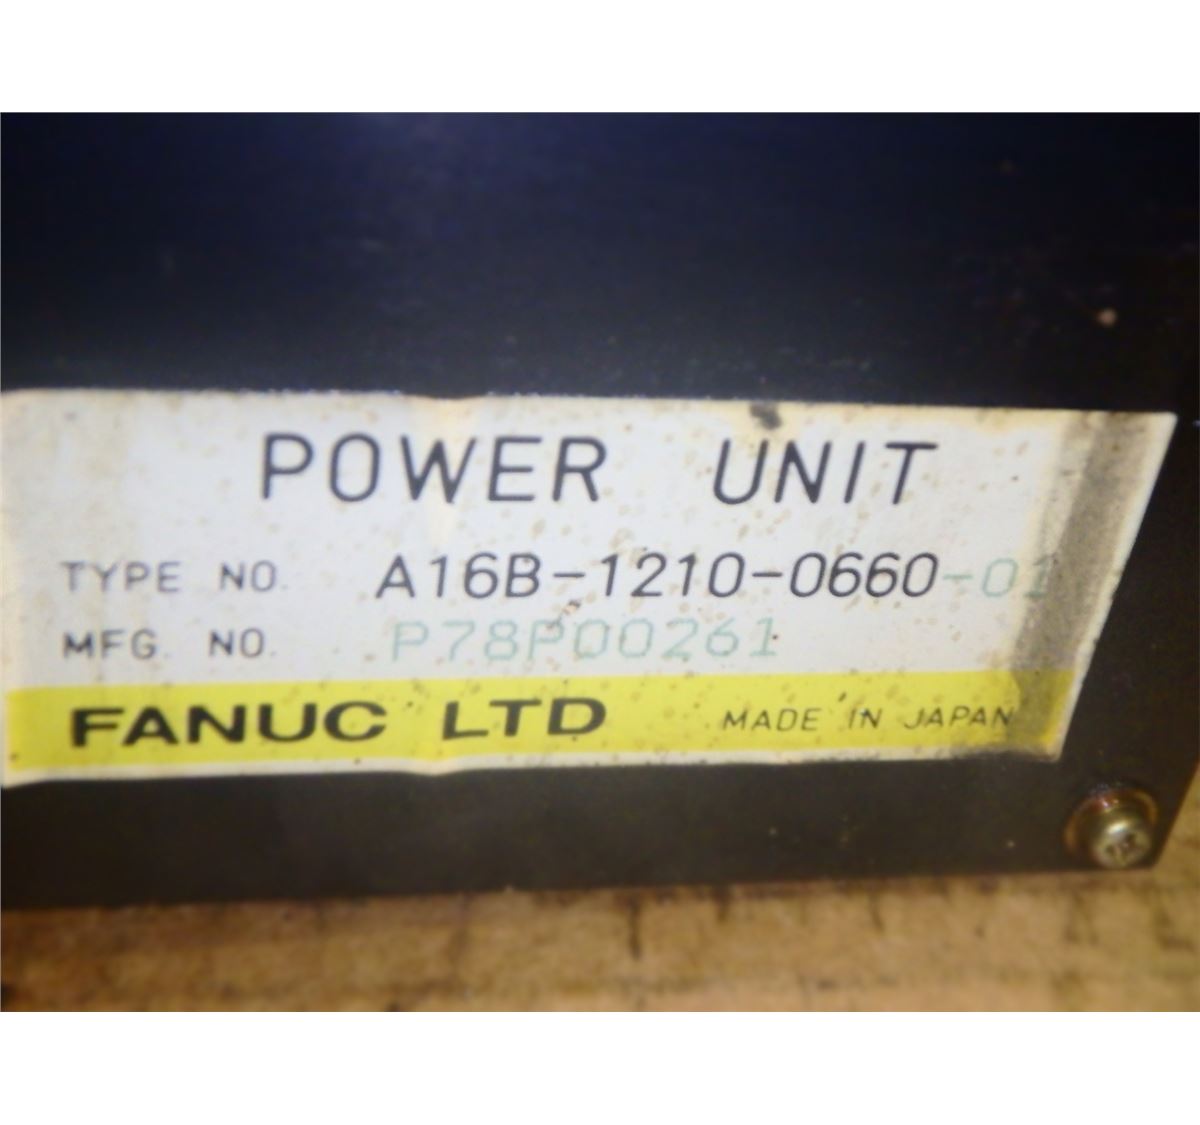 POWER UNIT
TYPE NO. A16B-1210-0660-01
MFG. NO. P78P00261
FANUC LTD MADE IN JAPAN